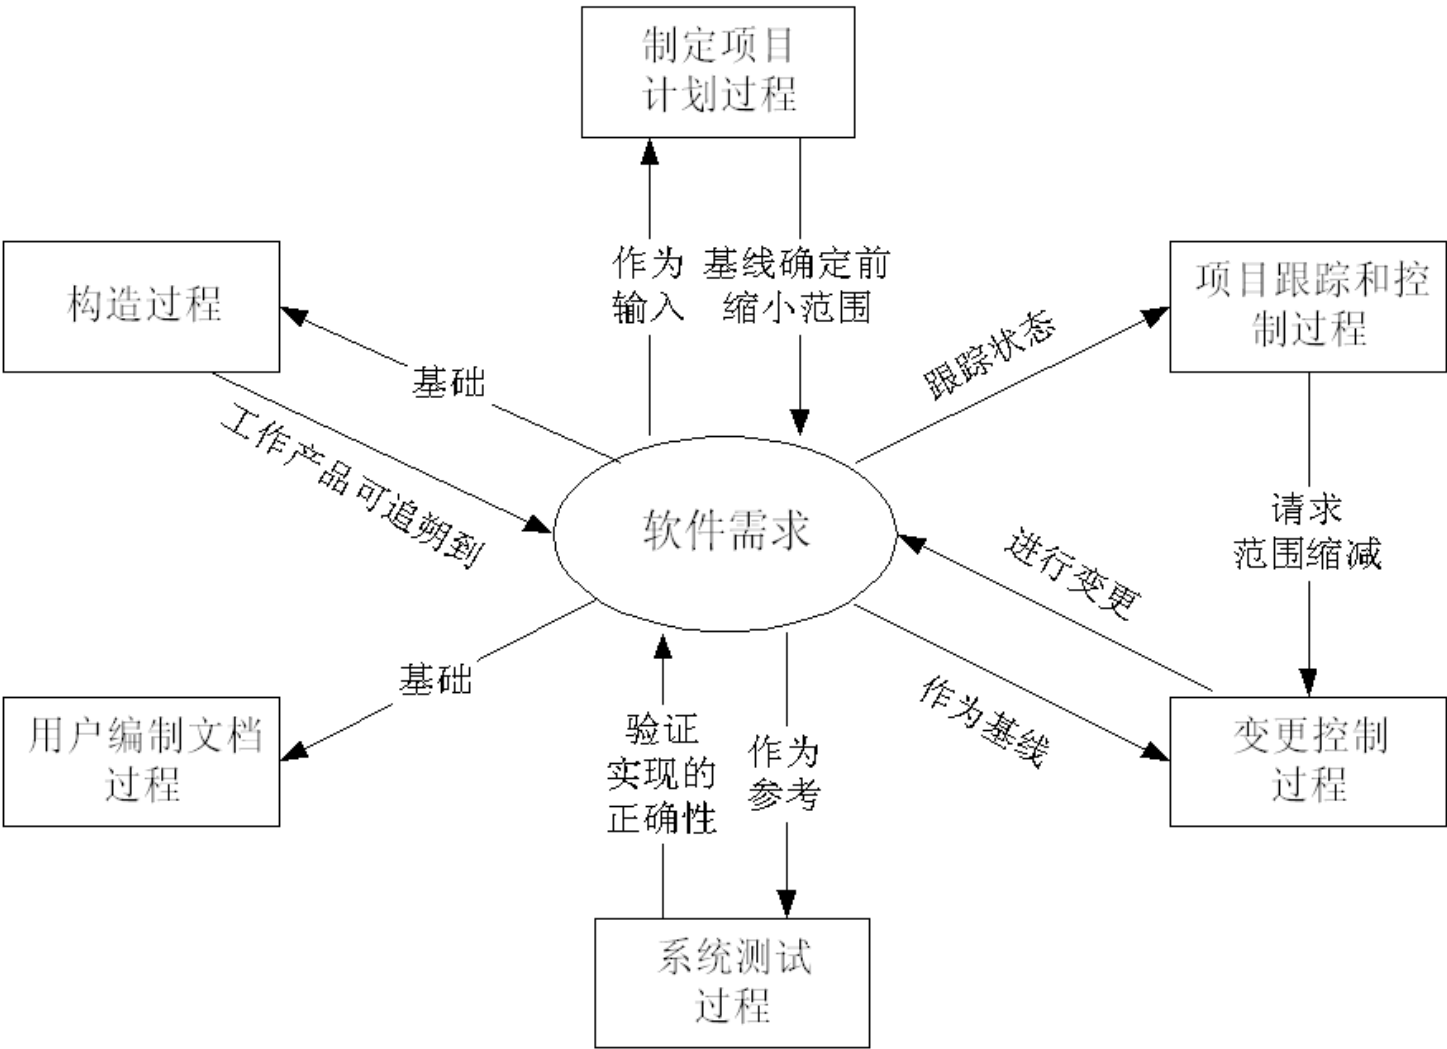 制定项目
计划过程
作为
输入
基线确定前
缩小范围
构造过程
项目跟踪和控
制过程
基础
跟踪状态
工作产品可追朔到
软件需求
请求
范围缩减
进行变更
基础
作为基线
用户编制文档
过程
验证
实现的
正确性
作为
参考
变更控制
过程
系统测试
过程